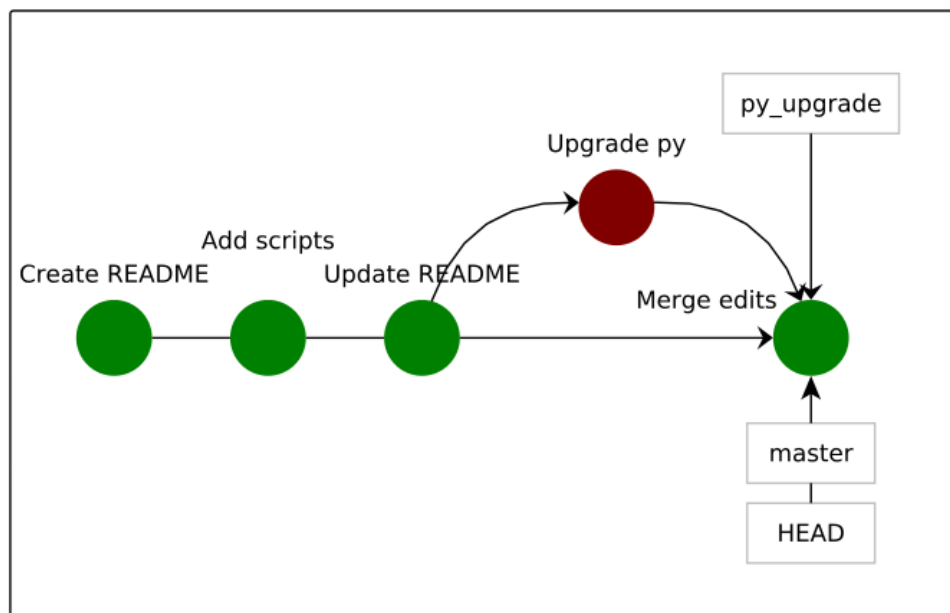 py_upgrade
Upgrade py
Add scripts
Create README
Update README
Merge edits
master
HEAD